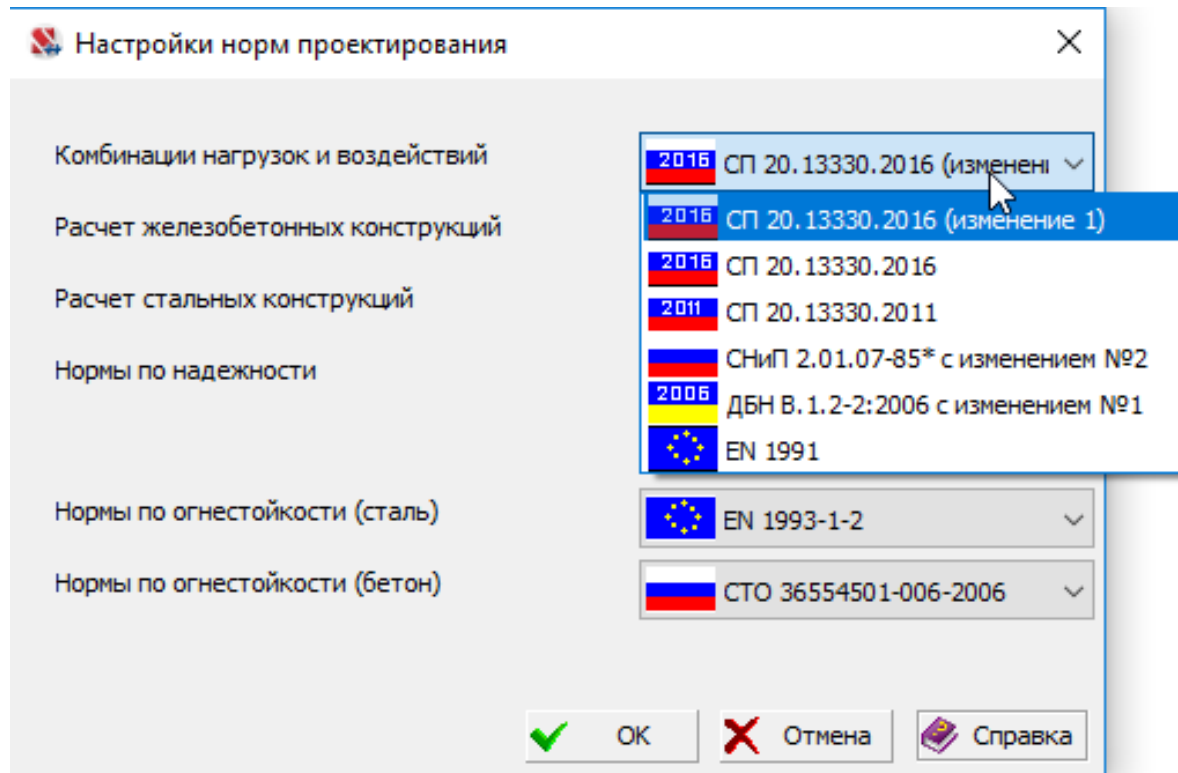 Настройки норм проектирования
Комбинации нагрузок и воздействий
2016 СП 20.13330.2016 (изменени
2016 СП 20.13330.2016 (изменение 1)
Расчет железобетонных конструкций
2016 СП 20.13330.2016
Расчет стальных конструкций
2011 СП 20.13330.2011
СНиП 2.01.07-85* с изменением №2
Нормы по надежности
2006 ДБН В.1.2-2:2006 с изменением №1
EN 1991
Нормы по огнестойкости (сталь)
EN 1993-1-2
Нормы по огнестойкости (бетон)
СТО 36554501-006-2006
ОК
Отмена
Справка